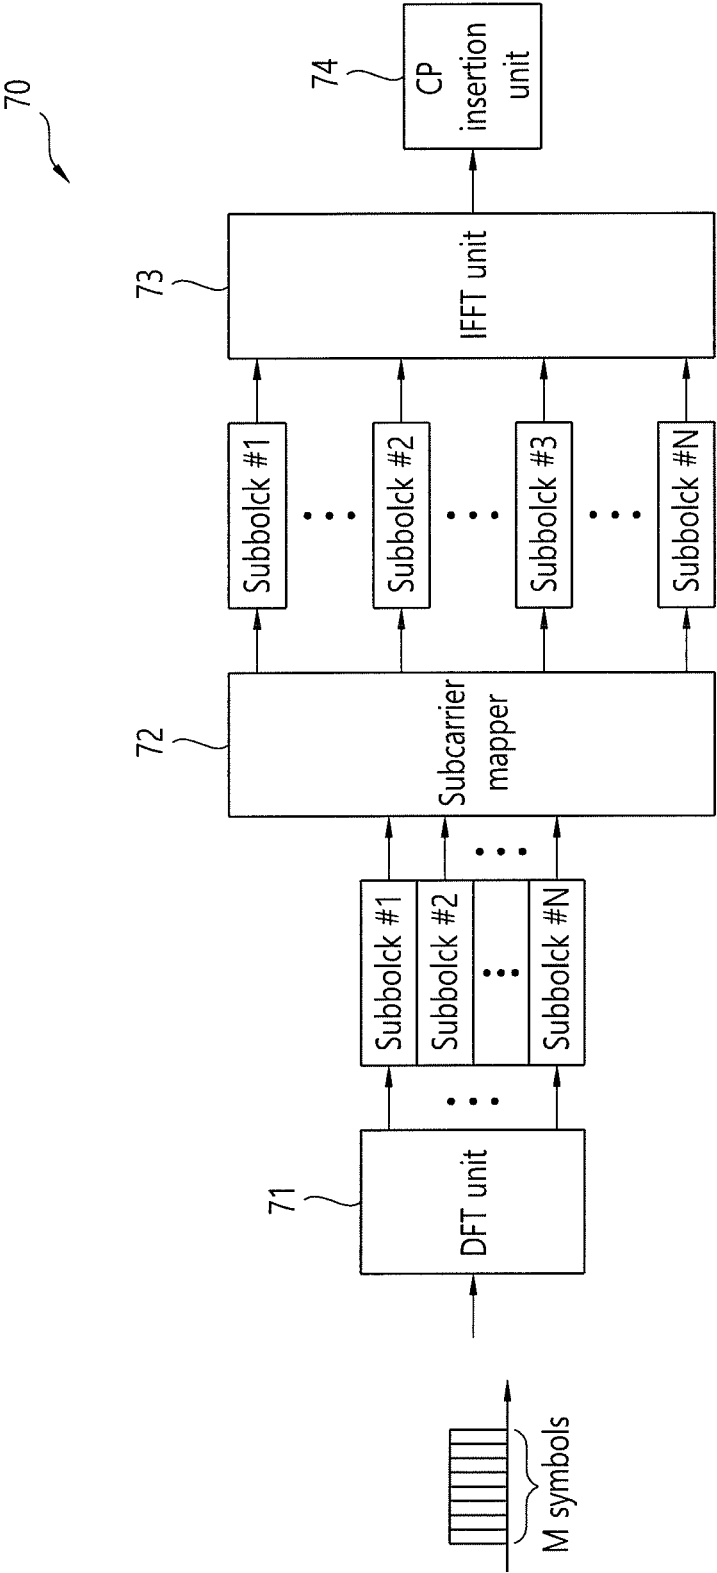 70
M symbols
71
DFT unit
Subbolck #1
Subbolck #2
Subbolck #N
72
Subcarrier
mapper
Subbolck #1
Subbolck #2
Subbolck #3
Subbolck #N
73
IFFT unit
74
CP
insertion
unit